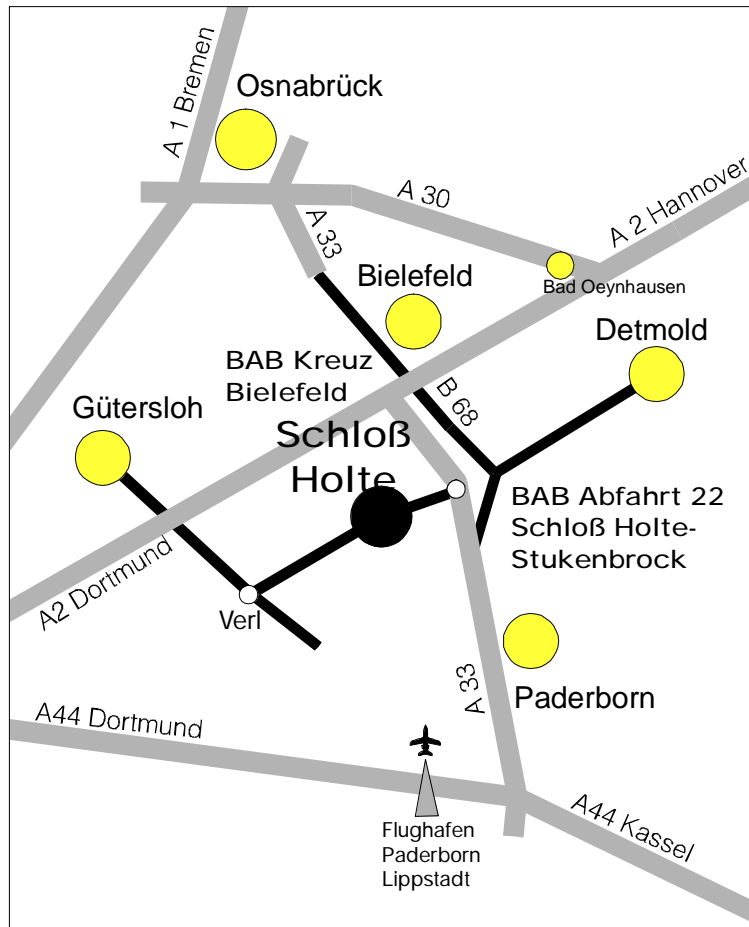 Osnabrück
A 1 Bremen
A 30
A 33
A 2 Hannover
Bielefeld
Bad Oeynhausen
Detmold
BAB Kreuz
Bielefeld
B 68
Gütersloh
Schloß
Holte
BAB Abfahrt 22
Schloß Holte-
Stukenbrock
A2 Dortmund
Verl
A 33
Paderborn
A44 Dortmund
A44 Kassel
Flughafen
Paderborn
Lippstadt